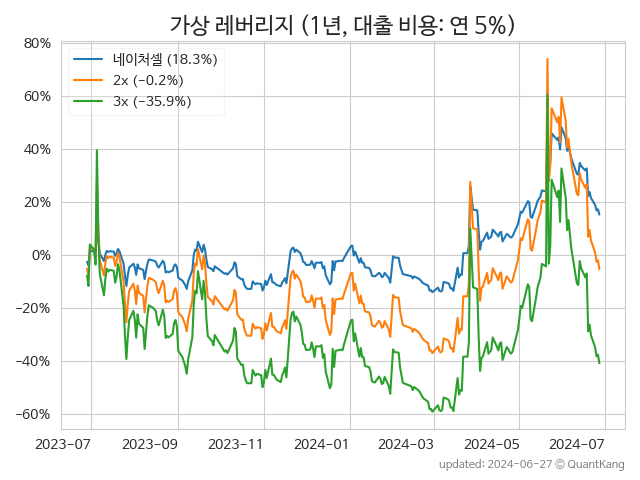 가상 레버리지 (1년, 대출 비용: 연 5%)
네이처셀 (18.3%)
2x (−0.2%)
3x (−35.9%)
80%
60%
40%
20%
0%
−20%
−40%
−60%
2023-07 2023-09 2023-11 2024-01 2024-03 2024-05 2024-07
updated: 2024-06-27 © QuantKang